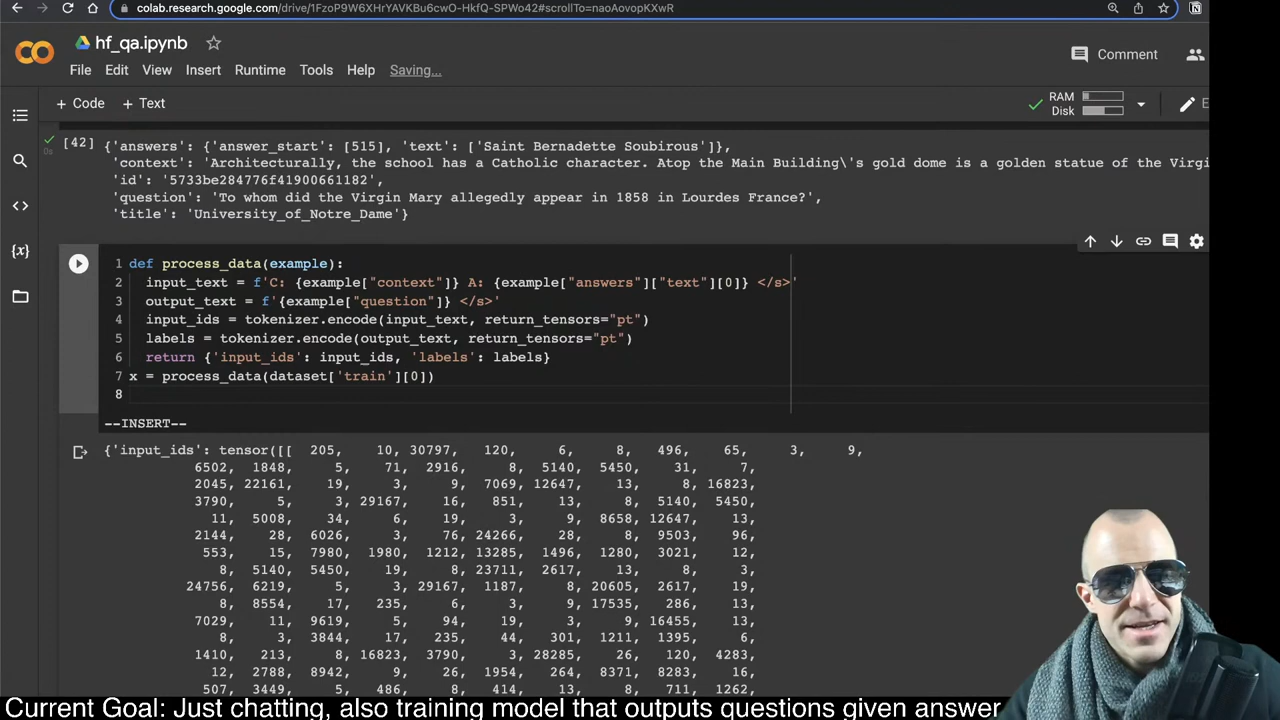 colab.research.google.com/drive/1FzoP9W6XHrYAVKBu6cwO-HkfQ-SPWo42#scrollTo=naoAovopKXwR
hf_qa.ipynb
Comment
File Edit View Insert Runtime Tools Help Saving...
+ Code + Text
RAM
Disk
E
[42] {'answers': {'answer_start': [515], 'text': ['Saint Bernadette Soubirous']},
0s
'context': 'Architecturally, the school has a Catholic character. Atop the Main Building\'s gold dome is a golden statue of the Virgi
'id': '5733be284776f41900661182',
'question': 'To whom did the Virgin Mary allegedly appear in 1858 in Lourdes France?',
{x}
'title': 'University_of_Notre_Dame'}
1 def process_data(example):
2 input_text = f'C: {example["context"]} A: {example["answers"]["text"][0]} </s>'
3 output_text = f'{example["question"]} </s>'
4 input_ids = tokenizer.encode(input_text, return_tensors="pt")
5 labels = tokenizer.encode(output_text, return_tensors="pt")
6 return {'input_ids': input_ids, 'labels': labels}
7 x = process_data(dataset['train'][0])
8
--INSERT--
{'input_ids': tensor([[ 205, 10, 30797, 120, 6, 8, 496, 65, 3, 9,
6502, 1848, 5, 71, 2916, 8, 5140, 5450, 31, 7,
2045, 22161, 19, 3, 9, 7069, 12647, 13, 8, 16823,
3790, 5, 3, 29167, 16, 851, 13, 8, 5140, 5450,
11, 5008, 34, 6, 19, 3, 9, 8658, 12647, 13,
2144, 28, 6026, 3, 76, 24266, 28, 8, 9503, 96,
553, 15, 7980, 1980, 1212, 13285, 1496, 1280, 3021, 12,
8, 5140, 5450, 19, 8, 23711, 2617, 13, 8, 3,
24756, 6219, 5, 3, 29167, 1187, 8, 20605, 2617, 19,
8, 8554, 17, 235, 6, 3, 9, 17535, 286, 13,
7029, 11, 9619, 5, 94, 19, 3, 9, 16455, 13,
8, 3, 3844, 17, 235, 44, 301, 1211, 1395, 6,
1410, 213, 8, 16823, 3790, 3, 28285, 26, 120, 4283,
12, 2788, 8942, 9, 26, 1954, 264, 8371, 8283, 16,
507, 3449, 5, 486, 8, 414, 13, 8, 711, 1262,
Current Goal: Just chatting, also training model that outputs questions given answer